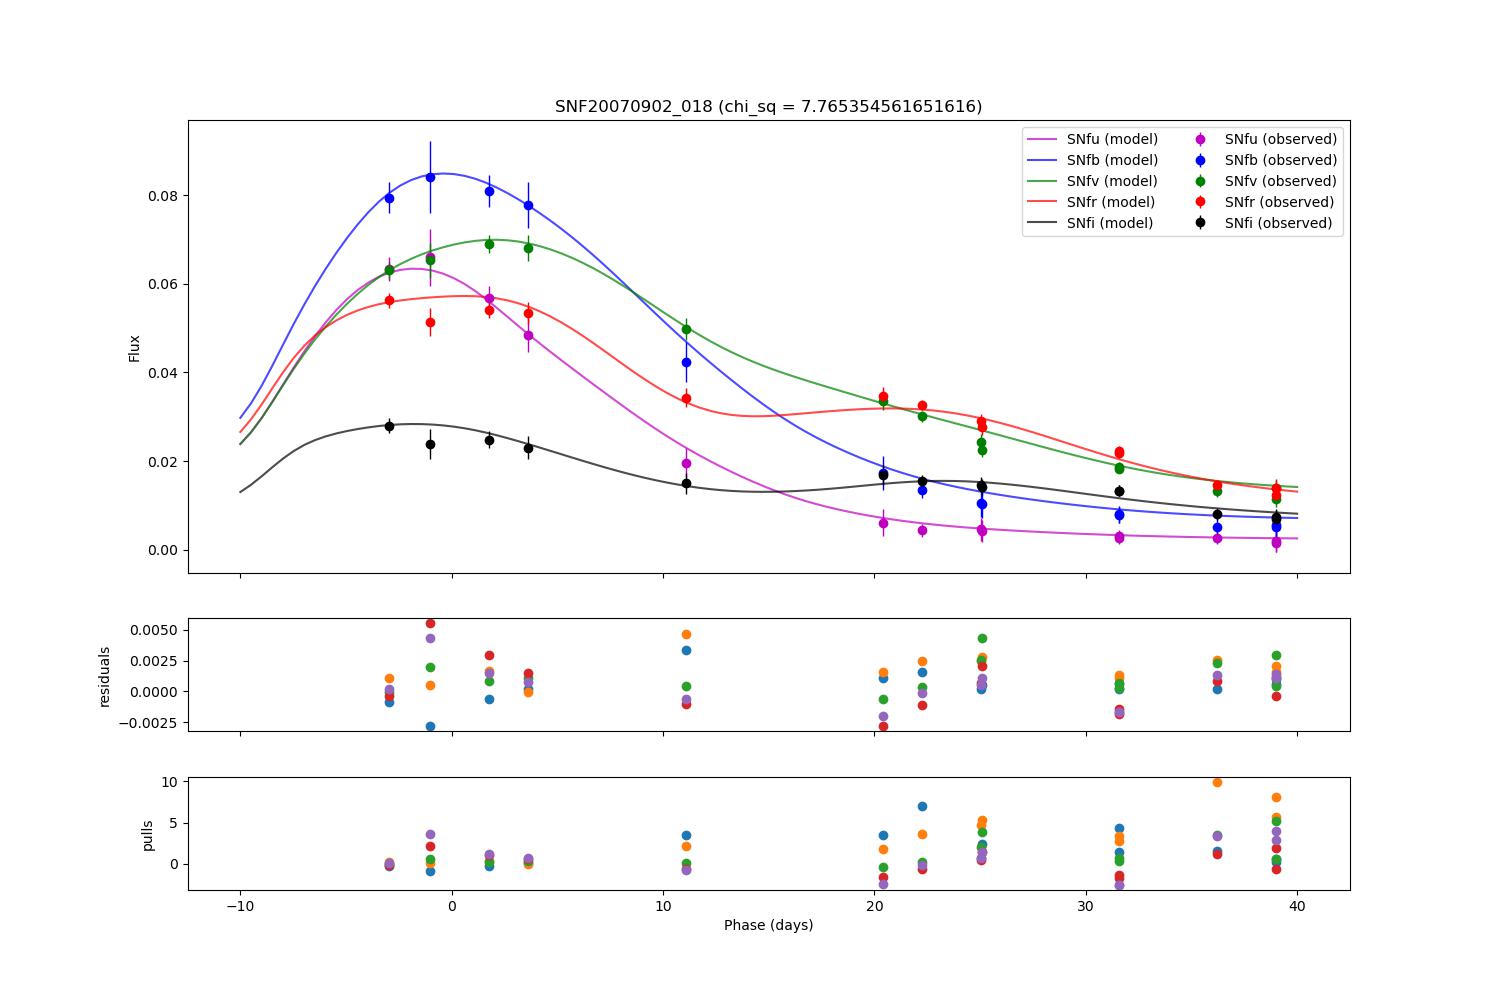 SNF20070902_018 (chi_sq = 7.765354561651616)
SNfu (model) SNfu (observed)
SNfb (model) SNfb (observed)
SNfv (model) SNfv (observed)
SNfr (model) SNfr (observed)
SNfi (model) SNfi (observed)
Flux
0.08
0.06
0.04
0.02
0.00
residuals
0.0050
0.0025
0.0000
−0.0025
pulls
10
5
0
−10 0 10 20 30 40
Phase (days)